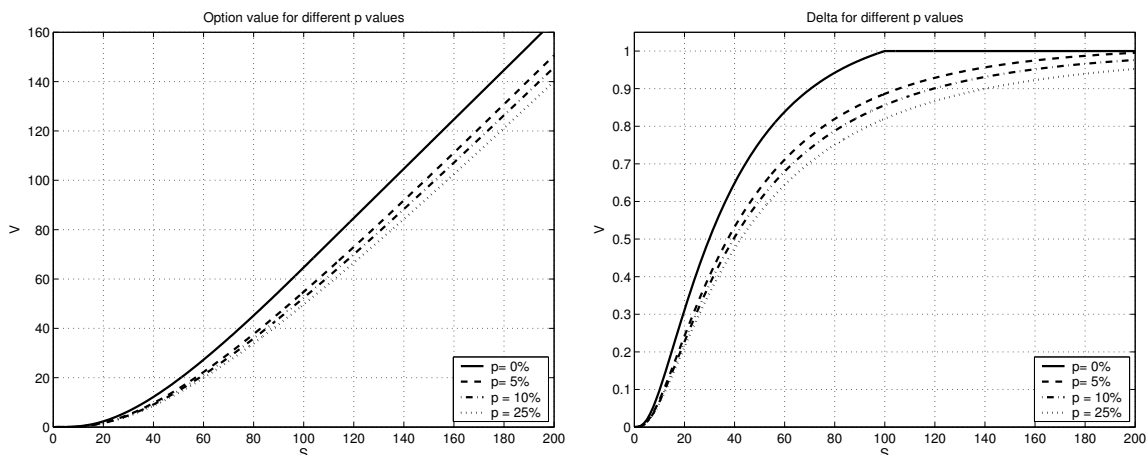 Option value for different p values
160
140
120
100
80
60
40
20
0
V
0 20 40 60 80 100 120 140 160 180 200
S
p= 0%
p= 5%
p = 10%
p = 25%
Delta for different p values
1
0.9
0.8
0.7
0.6
0.5
0.4
0.3
0.2
0.1
0
V
0 20 40 60 80 100 120 140 160 180 200
S
p= 0%
p= 5%
p = 10%
p = 25%